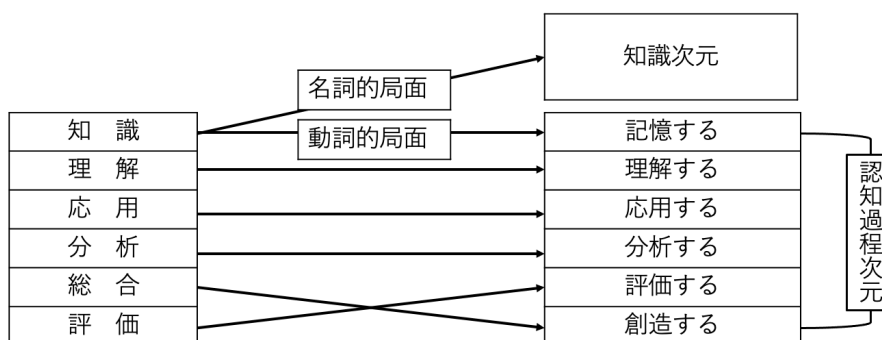 知識次元
名詞的局面
動詞的局面
知　識
理　解
応　用
分　析
総　合
評　価
記憶する
理解する
応用する
分析する
評価する
創造する
認知過程次元